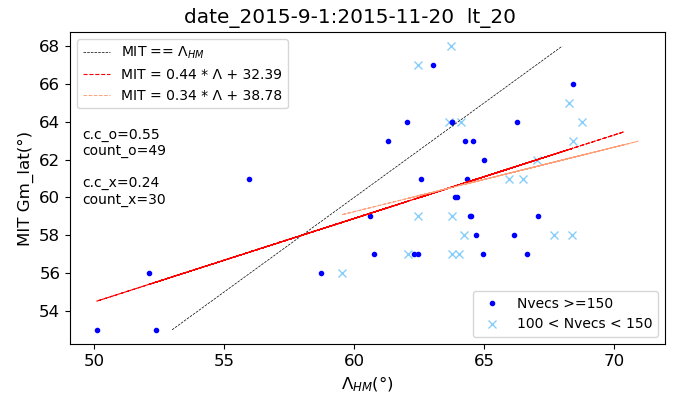 date_2015-9-1:2015-11-20  lt_20
MIT == Λ_HM
MIT = 0.44 * Λ + 32.39
MIT = 0.34 * Λ + 38.78
c.c_o=0.55
count_o=49
c.c_x=0.24
count_x=30
MIT Gm_lat(°)
68
66
64
62
60
58
56
54
Nvecs >=150
100 < Nvecs < 150
50
55
60
65
70
Λ_HM(°)